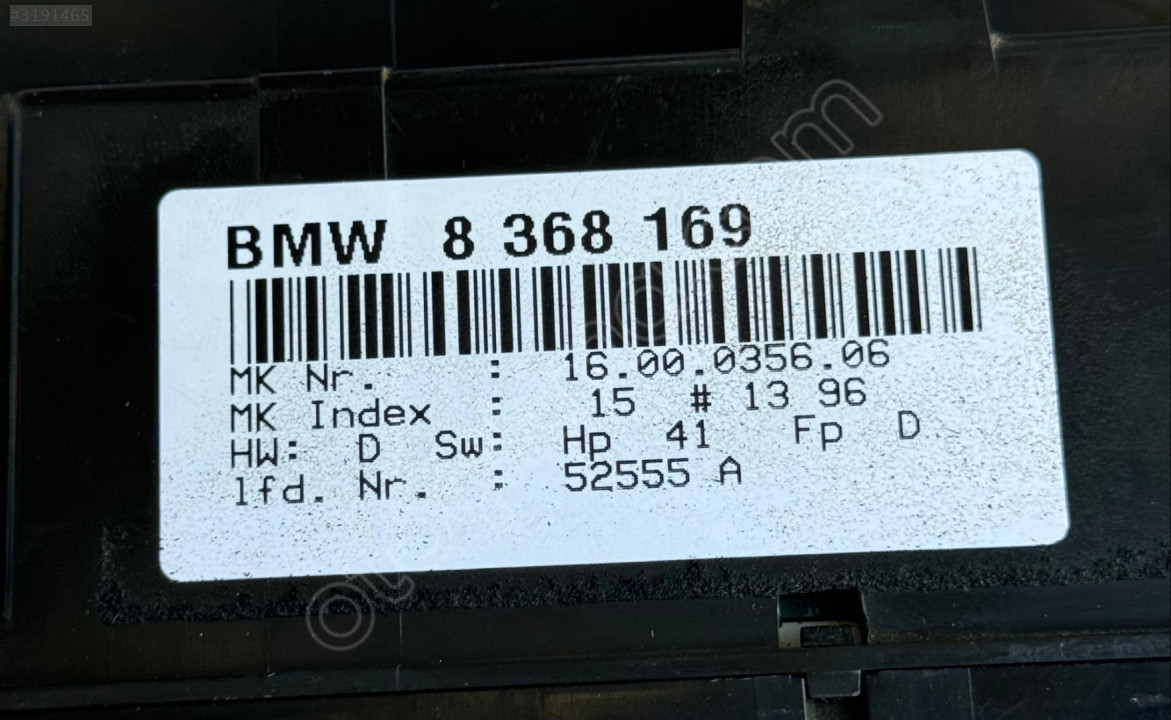 #3191465
BMW 8 368 169
MK Nr. : 16.00.0356.06
MK Index : 15 # 13 96
HW: D Sw: Hp 41 Fp D
lfd. Nr. : 52555 A